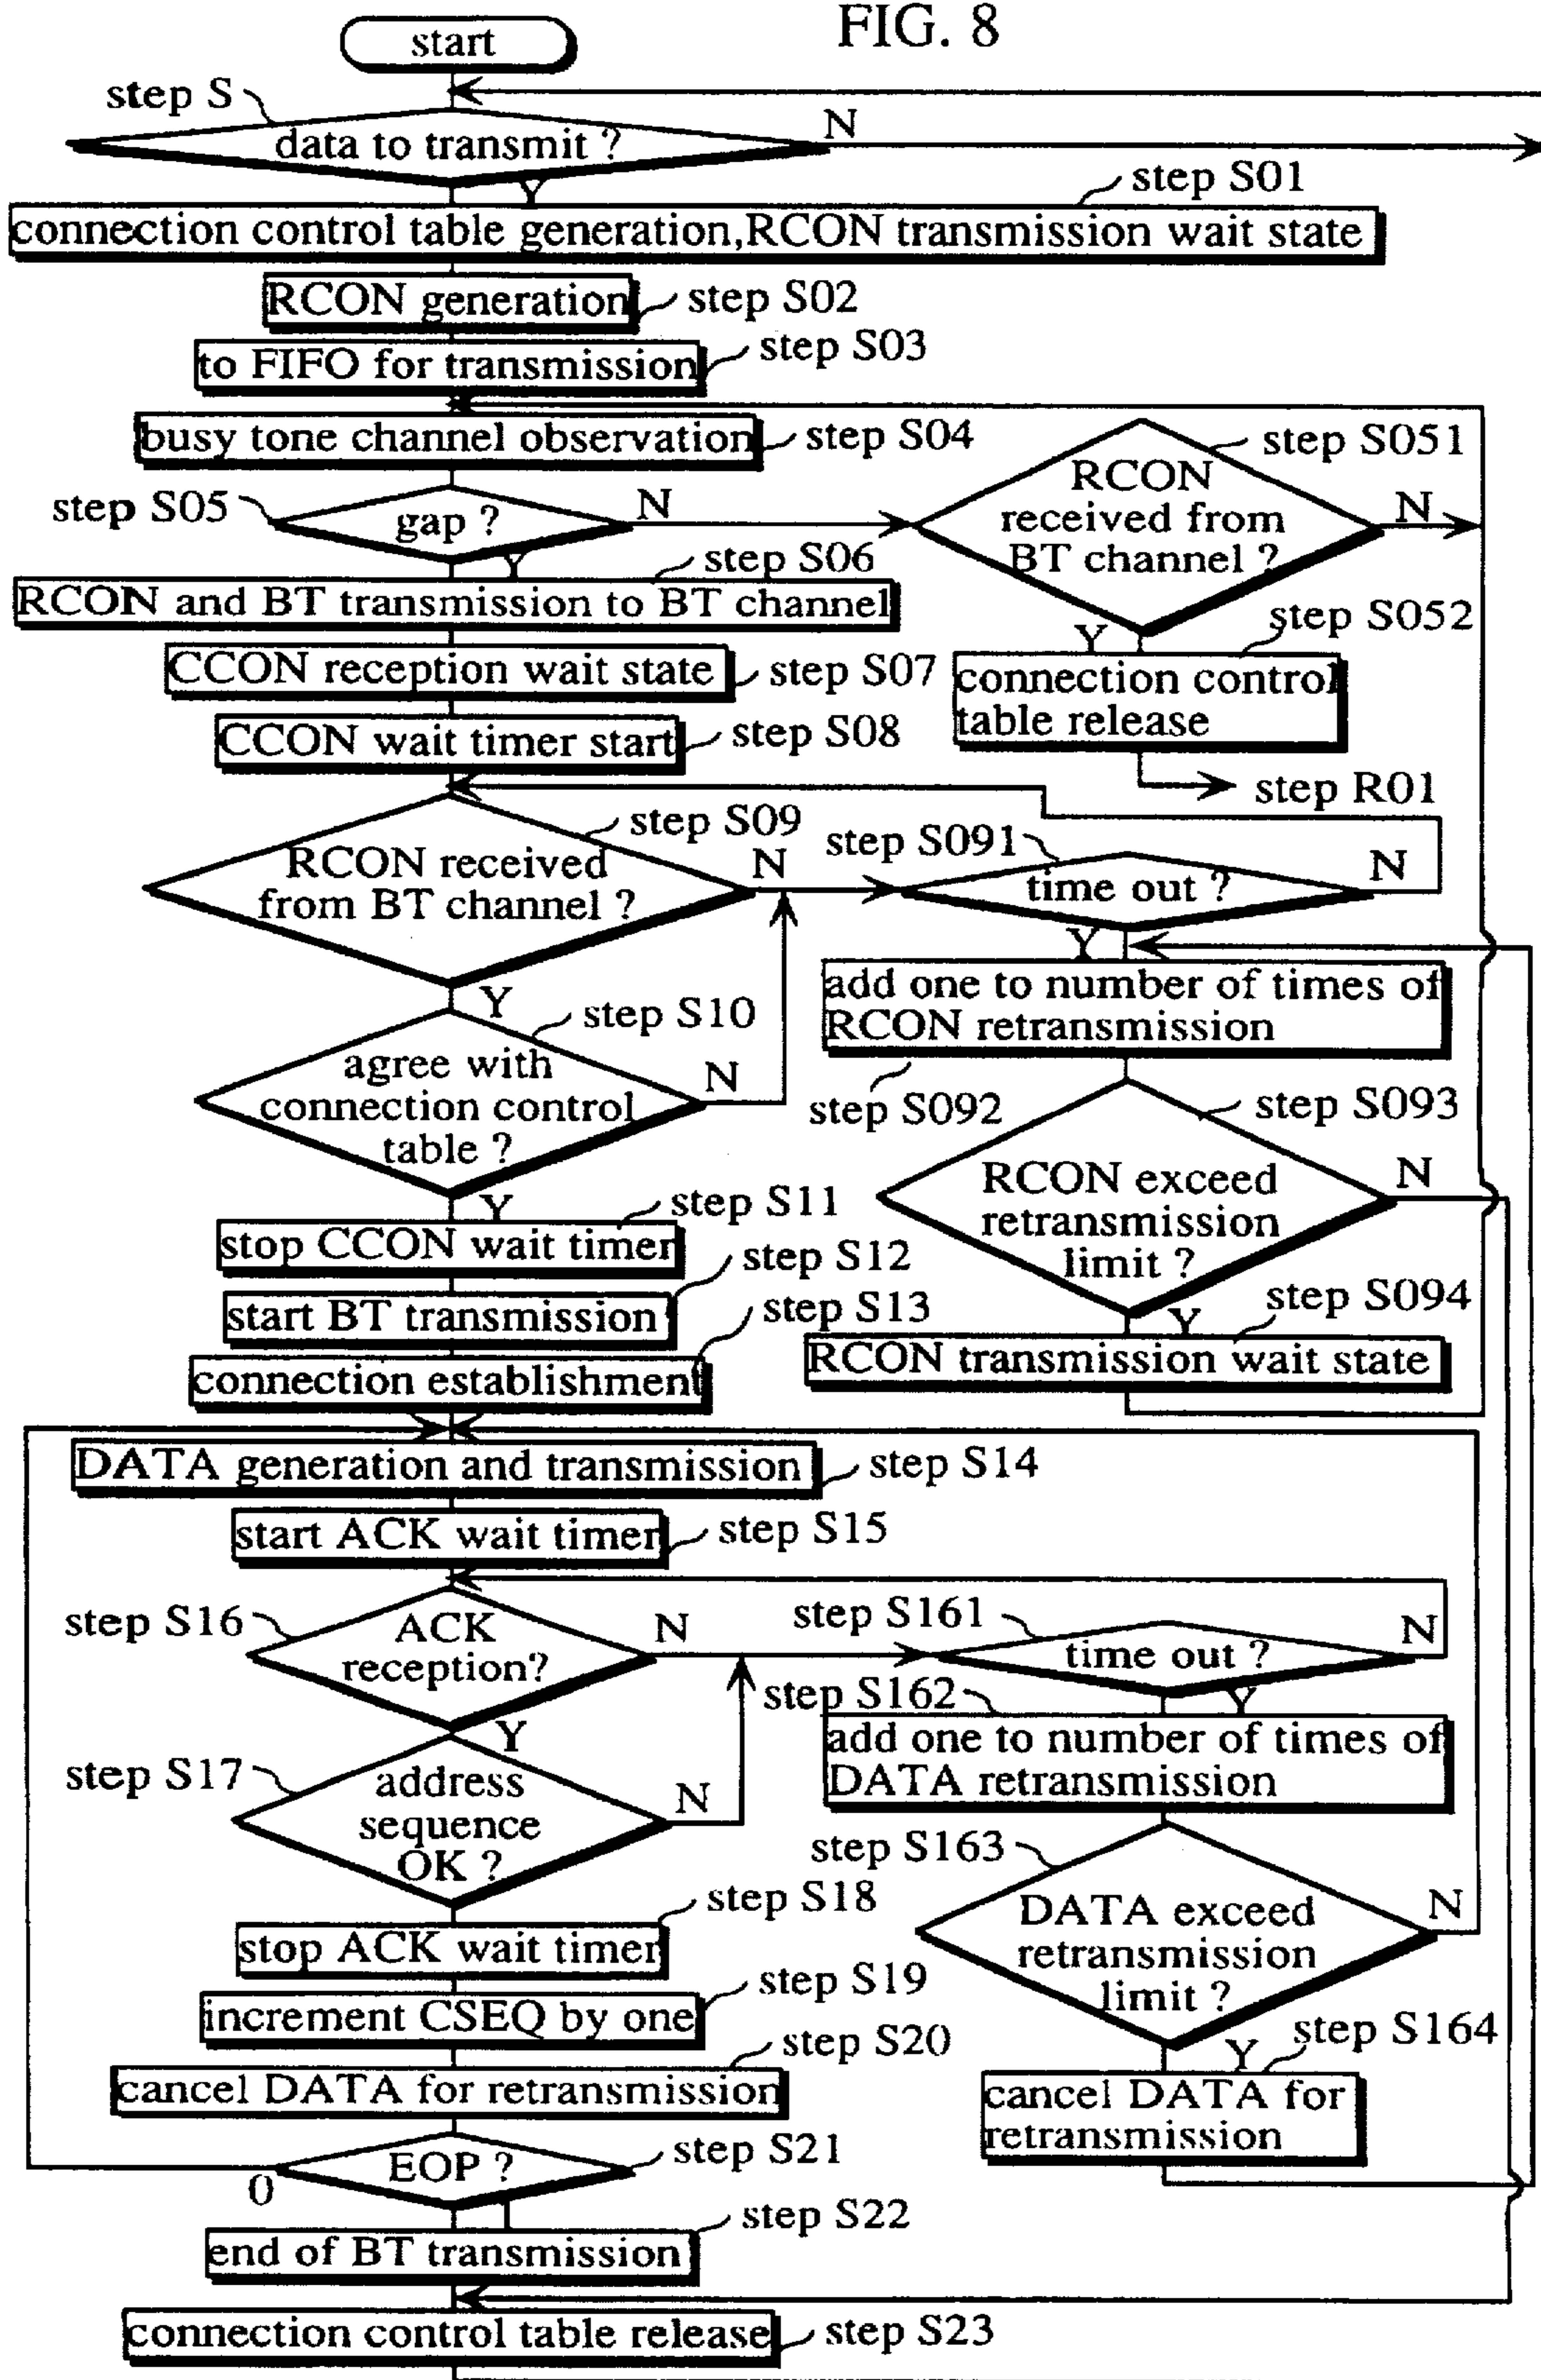 FIG. 8
start
step S
data to transmit ?
N
Y
step S01
connection control table generation,RCON transmission wait state
RCON generation
step S02
to FIFO for transmission
step S03
busy tone channel observation
step S04
step S05
gap ?
N
Y
step S051
RCON
received from
BT channel ?
N
Y
step S06
RCON and BT transmission to BT channel
step S052
connection control
table release
step R01
CCON reception wait state
step S07
CCON wait timer start
step S08
step S09
RCON received
from BT channel ?
N
Y
step S091
time out ?
N
Y
add one to number of times of
RCON retransmission
step S092
step S10
agree with
connection control
table ?
N
Y
step S093
RCON exceed
retransmission
limit ?
N
Y
step S094
RCON transmission wait state
step S11
stop CCON wait timer
step S12
start BT transmission
step S13
connection establishment
DATA generation and transmission
step S14
start ACK wait timer
step S15
step S16
ACK
reception?
N
Y
step S161
time out ?
N
Y
step S162
add one to number of times of
DATA retransmission
step S17
address
sequence
OK ?
N
step S163
DATA exceed
retransmission
limit ?
N
Y
step S164
cancel DATA for
retransmission
step S18
stop ACK wait timer
step S19
increment CSEQ by one
step S20
cancel DATA for retransmission
step S21
EOP ?
0
step S22
end of BT transmission
connection control table release
step S23